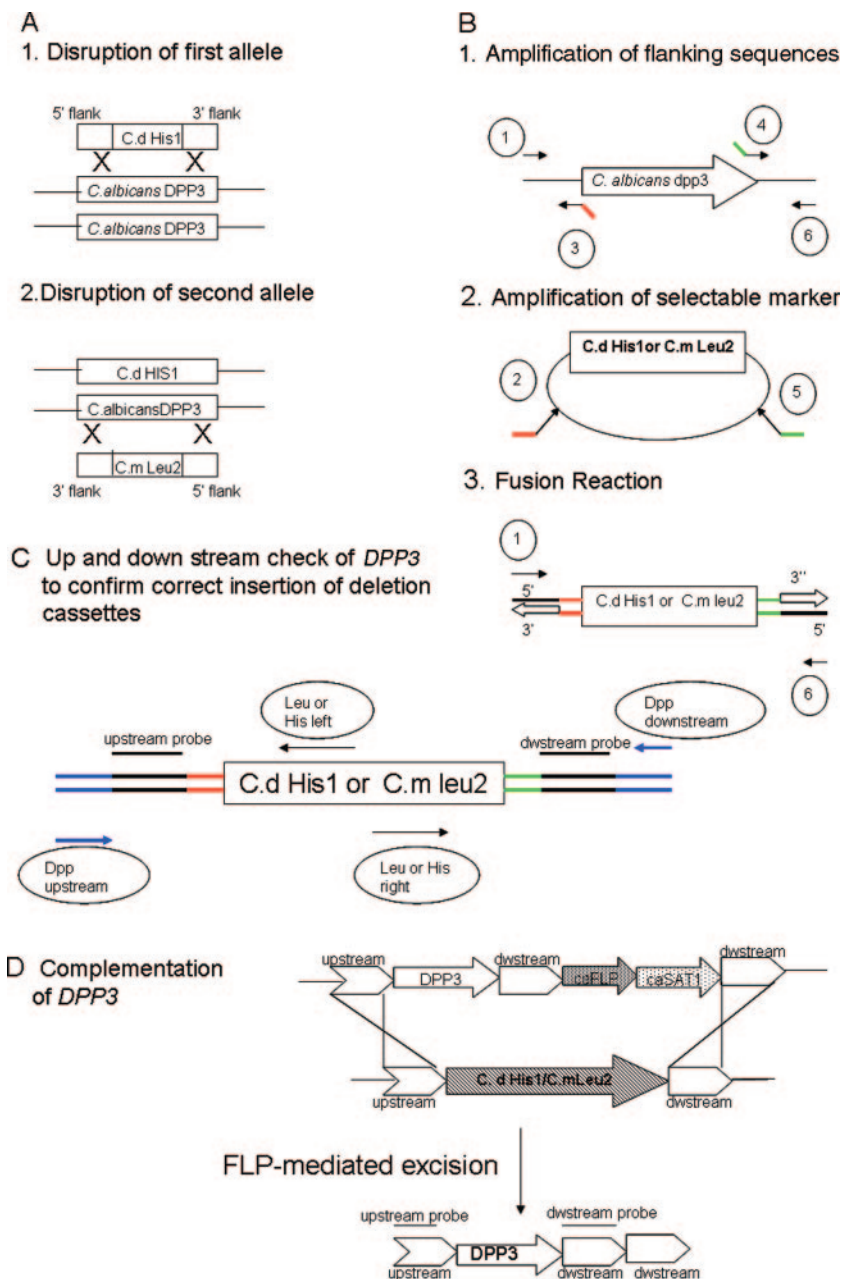 A
1. Disruption of first allele
5' flank
3' flank
C.d His1
X
X
C.albicans DPP3
C.albicans DPP3
2.Disruption of second allele
C.d HIS1
C.albicansDPP3
X
X
C.m Leu2
3' flank
5' flank
B
1. Amplification of flanking sequences
1
4
C. albicans dpp3
3
6
2. Amplification of selectable marker
C.d His1or C.m Leu2
2
5
3. Fusion Reaction
1
5'
3''
C.d His1 or C.m leu2
3'
5'
6
C Up and down stream check of DPP3
to confirm correct insertion of deletion
cassettes
Leu or
His left
Dpp
downstream
upstream probe
dwstream probe
C.d His1 or C.m leu2
Dpp
upstream
Leu or His
right
D Complementation
of DPP3
upstream
DPP3
dwstream
caFLP
caSAT1
dwstream
C. d His1/C.mLeu2
upstream
dwstream
FLP-mediated excision
upstream probe
dwstream probe
DPP3
upstream
dwstream
dwstream